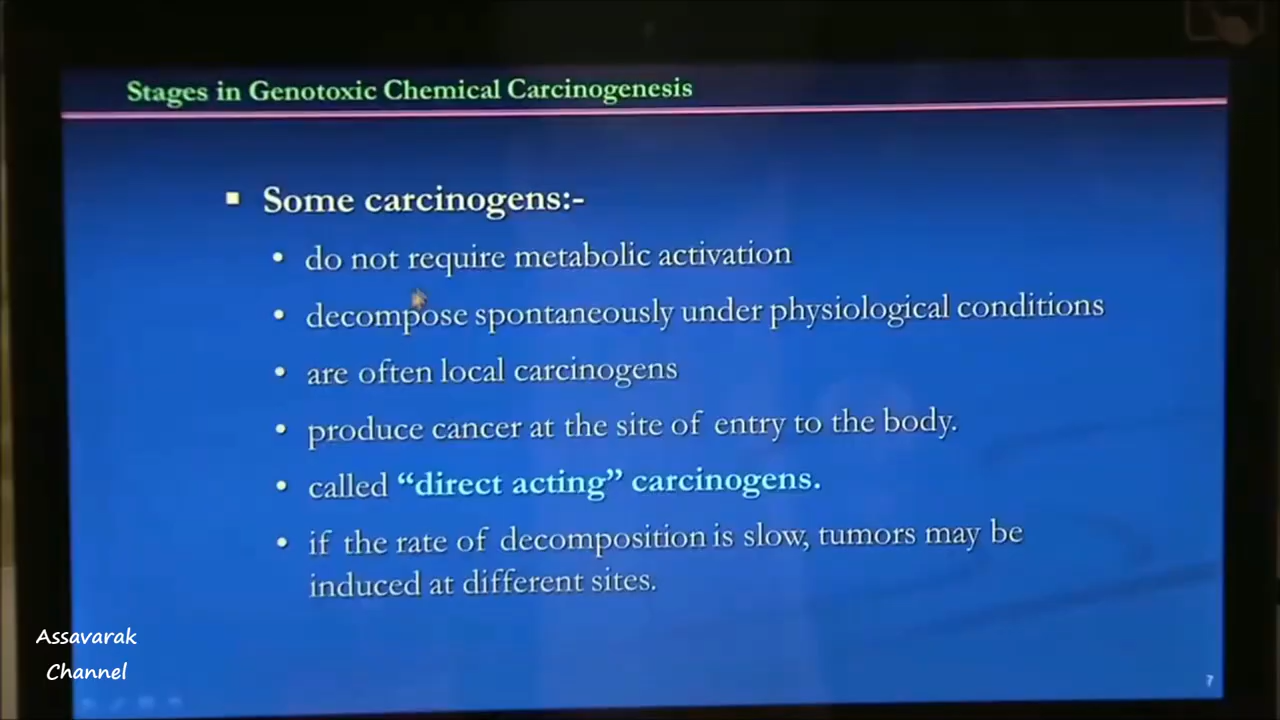 Stages in Genotoxic Chemical Carcinogenesis
▪ Some carcinogens:-
• do not require metabolic activation
• decompose spontaneously under physiological conditions
• are often local carcinogens
• produce cancer at the site of entry to the body.
• called “direct acting” carcinogens.
• if the rate of decomposition is slow, tumors may be
induced at different sites.
Assavarak
Channel
7